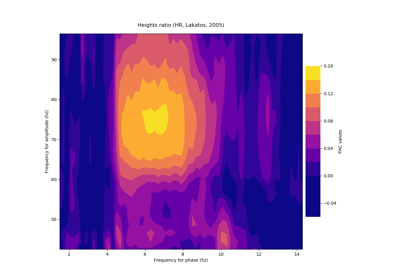 Heights ratio (HR, Lakatos, 2005)
90
80
70
60
50
Frequency for amplitude (hz)
2 4 6 8 10 12 14
Frequency for phase (hz)
0.16
0.12
0.08
0.04
0.00
−0.04
PAC values